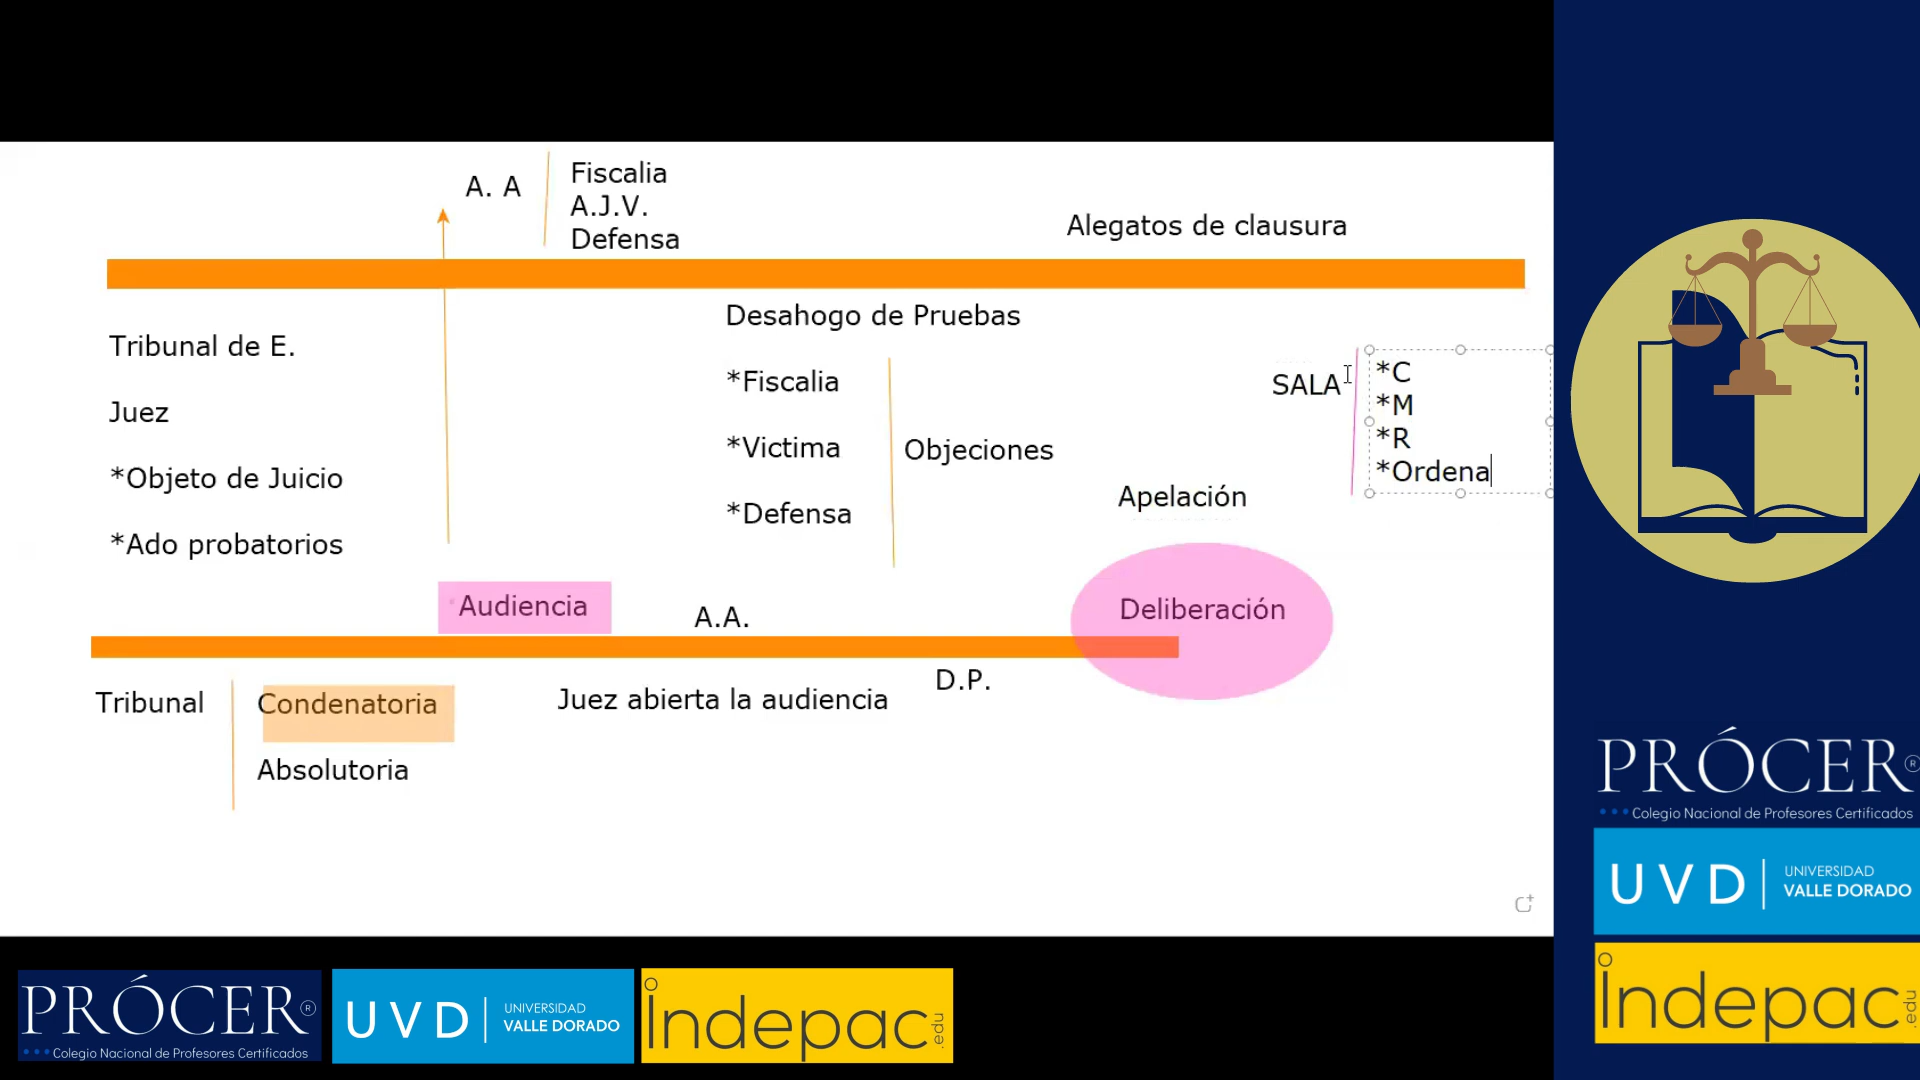 A. A
Fiscalia
A.J.V.
Defensa
Alegatos de clausura
Tribunal de E.
Juez
*Objeto de Juicio
*Ado probatorios
Desahogo de Pruebas
*Fiscalia
*Victima
*Defensa
Objeciones
SALA
*C
*M
*R
*Ordena
Apelación
Audiencia
A.A.
Deliberación
Tribunal
Condenatoria
Absolutoria
Juez abierta la audiencia
D.P.
PRÓCER®
Colegio Nacional de Profesores Certificados
UVD
UNIVERSIDAD
VALLE DORADO
Indepac.edu
PRÓCER®
Colegio Nacional de Profesores Certificados
UVD
UNIVERSIDAD
VALLE DORADO
Indepac.edu